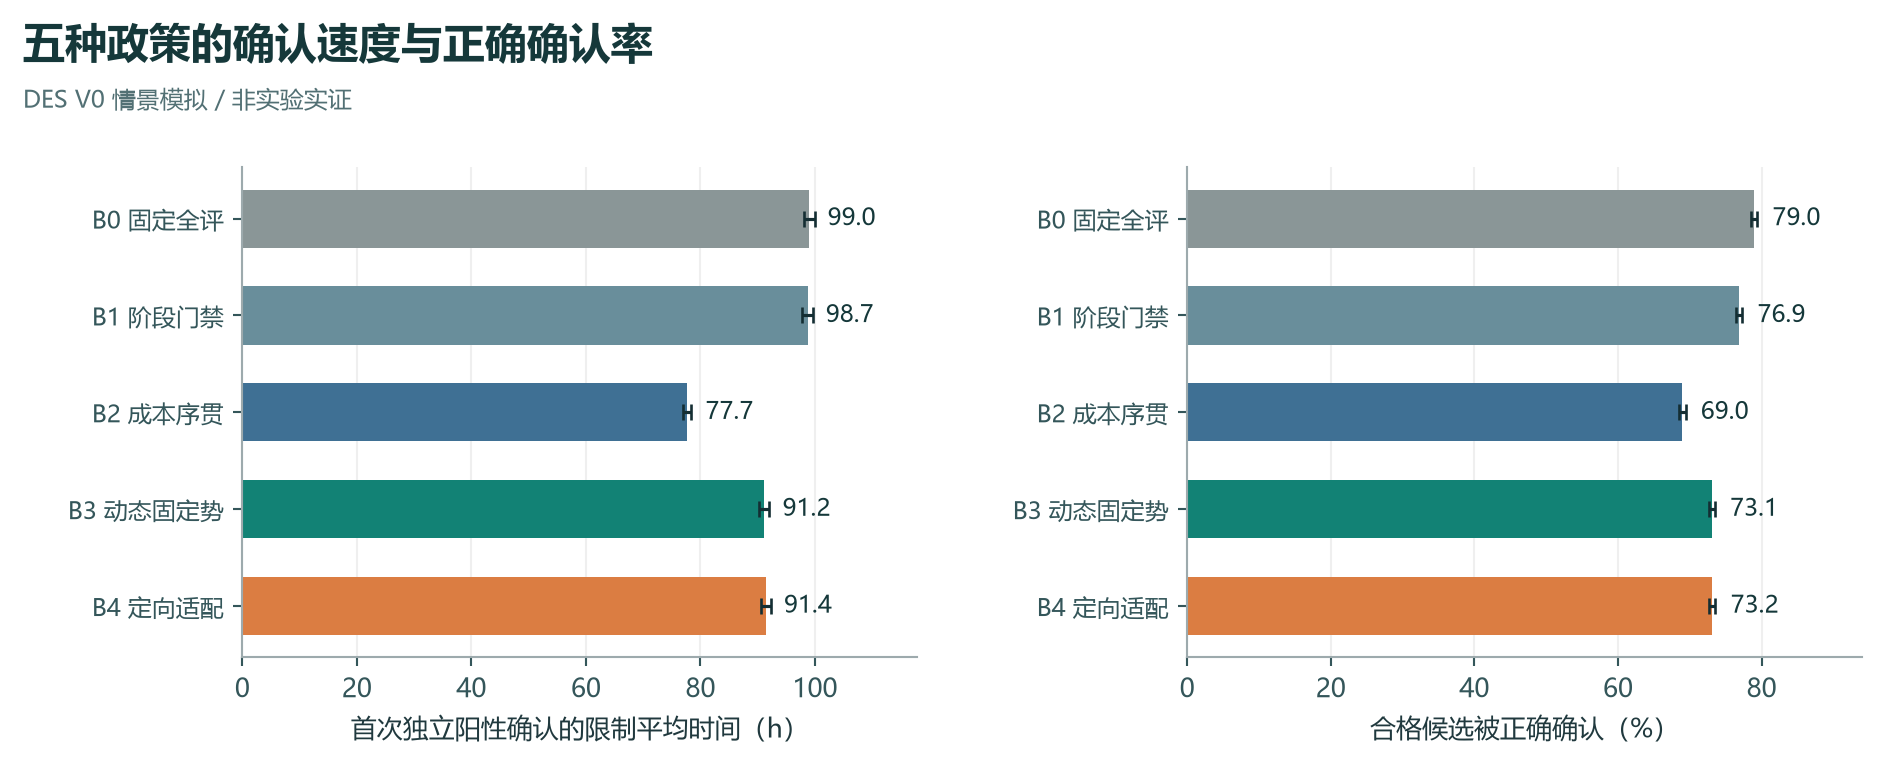 五种政策的确认速度与正确确认率
DES V0 情景模拟 / 非实验实证
B0 固定全评
99.0
B1 阶段门禁
98.7
B2 成本序贯
77.7
B3 动态固定势
91.2
B4 定向适配
91.4
0 20 40 60 80 100
首次独立阳性确认的限制平均时间（h）
B0 固定全评
79.0
B1 阶段门禁
76.9
B2 成本序贯
69.0
B3 动态固定势
73.1
B4 定向适配
73.2
0 20 40 60 80
合格候选被正确确认（%）